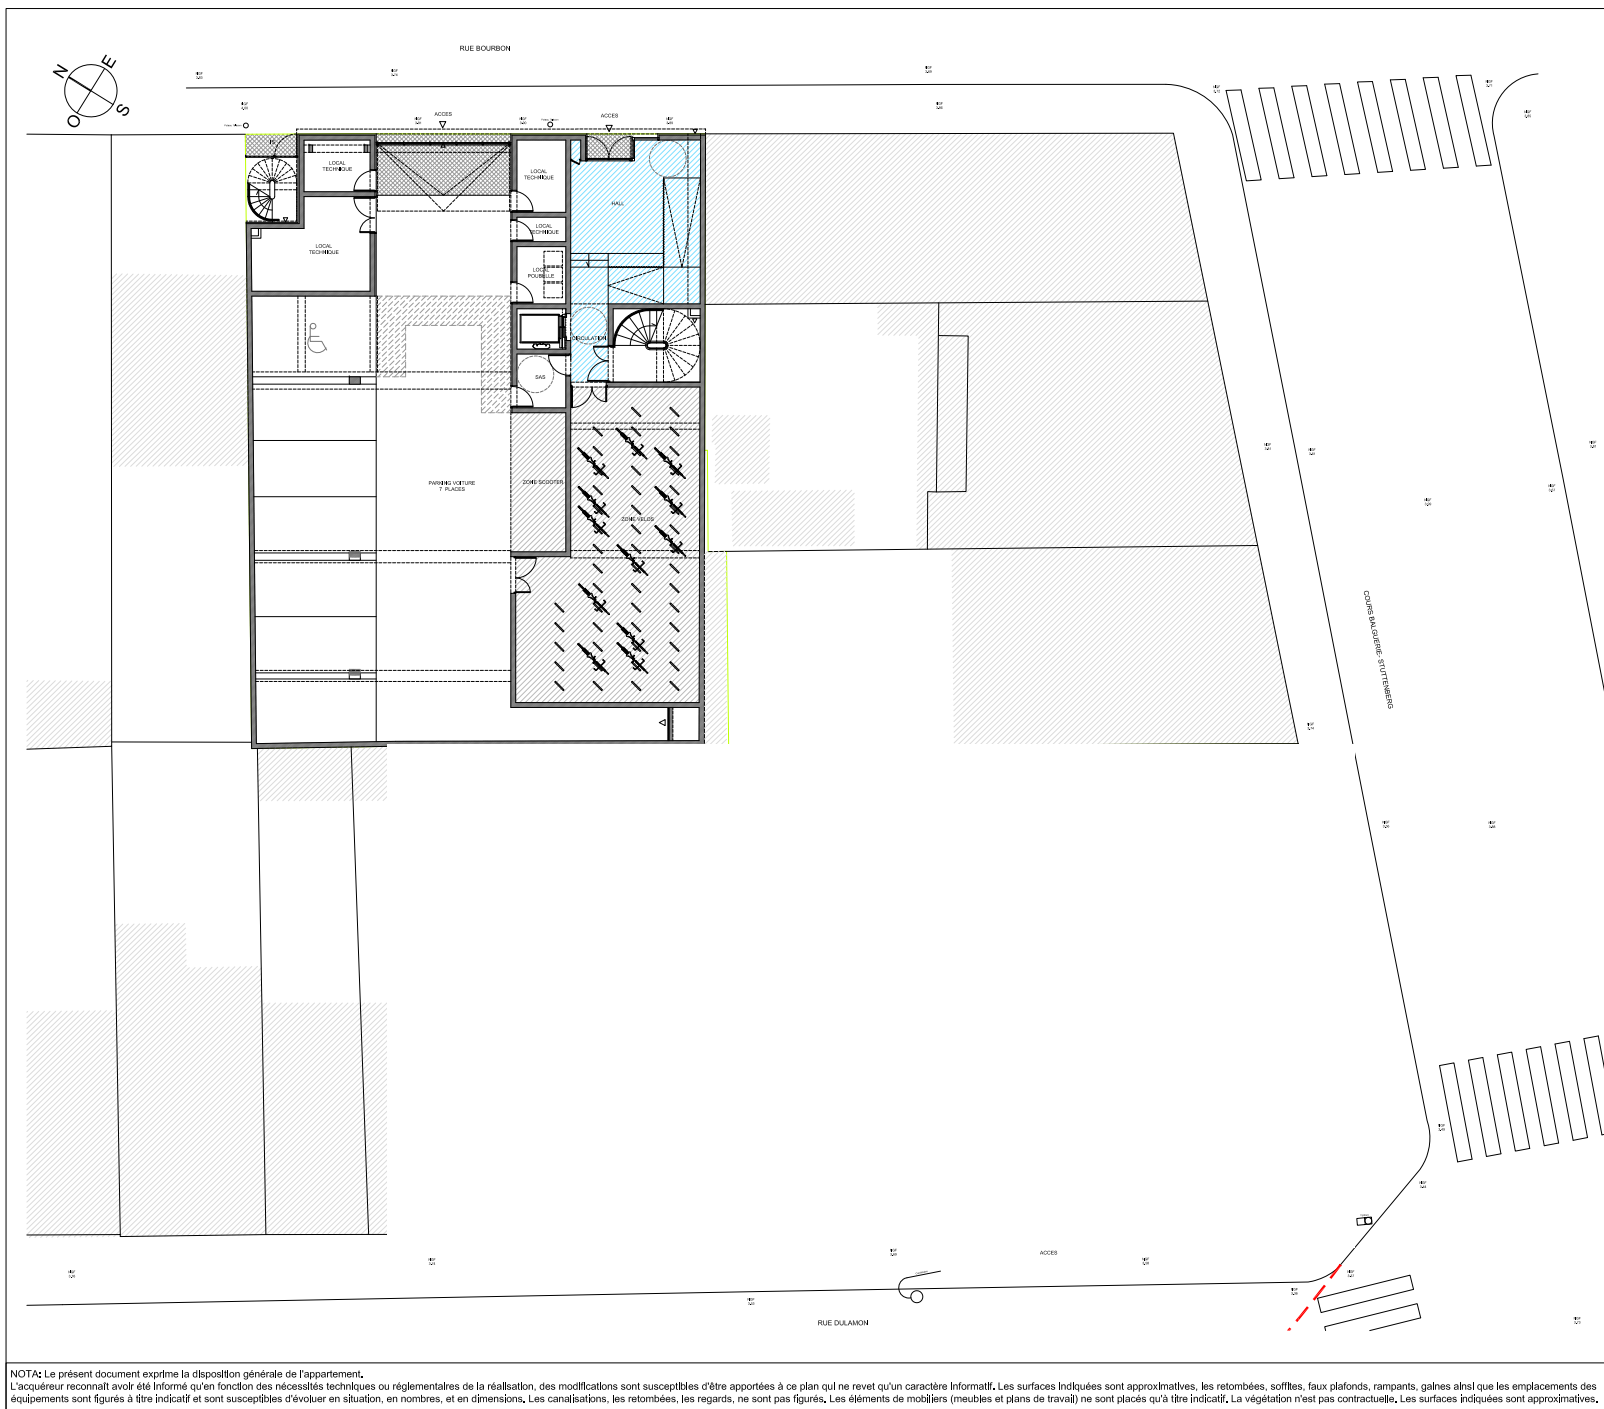 RUE BOURBON
N
E
O
S
ACCES
ACCES
LOCAL
TECHNIQUE
LOCAL
TECHNIQUE
HALL
LOCAL
TECHNIQUE
LOCAL
TECHNIQUE
LOCAL
POUBELLE
CIRCULATION
SAS
PARKING VOITURE
7 PLACES
ZONE SCOOTER
ZONE VELOS
COURS BALGUERIE- STUTTENBERG
ACCES
RUE DULAMON
NOTA: Le présent document exprime la disposition générale de l'appartement.
L'acquéreur reconnaît avoir été informé qu'en fonction des nécessités techniques ou réglementaires de la réalisation, des modifications sont susceptibles d'être apportées à ce plan qui ne revet qu'un caractère informatif. Les surfaces indiquées sont approximatives, les retombées, soffites, faux plafonds, rampants, gaines ainsi que les emplacements des
équipements sont figurés à titre indicatif et sont susceptibles d'évoluer en situation, en nombres, et en dimensions. Les canalisations, les retombées, les regards, ne sont pas figurés. Les éléments de mobiliers (meubles et plans de travail) ne sont placés qu'à titre indicatif. La végétation n'est pas contractuelle. Les surfaces indiquées sont approximatives.